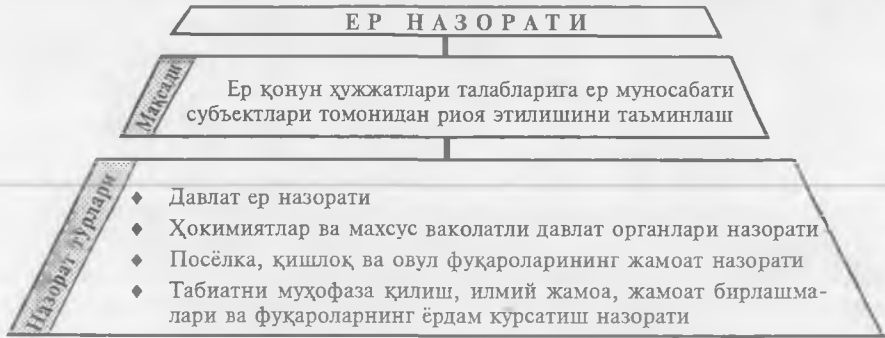 ЕР НАЗОРАТИ
Мақсади
Ер қонун ҳужжатлари талабларига ер муносабати
субъектлари томонидан риоя этилишини таъминлаш
Назорат турлари
♦ Давлат ер назорати
♦ Ҳокимиятлар ва махсус ваколатли давлат органлари назорати
♦ Посёлка, қишлоқ ва овул фуқароларининг жамоат назорати
♦ Табиатни муҳофаза қилиш, илмий жамоа, жамоат бирлашма-
лари ва фуқароларнинг ёрдам курсатиш назорати